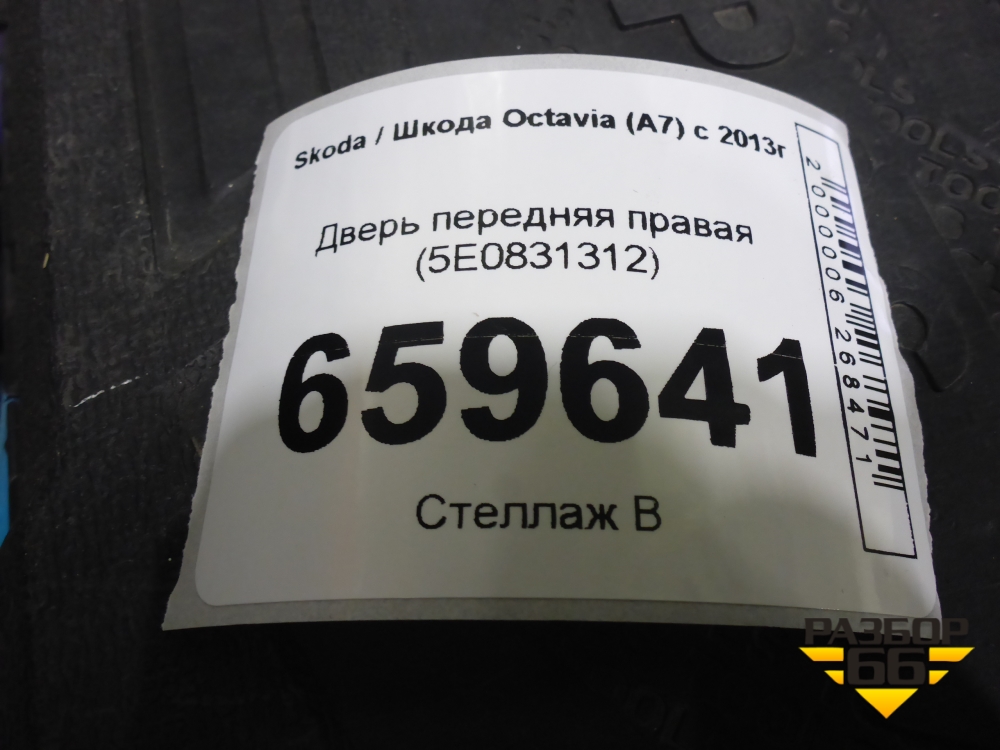 Skoda / Шкода Octavia (A7) с 2013г
Дверь передняя правая
(5E0831312)
659641
Стеллаж В
2000006268471
РАЗБОР
66